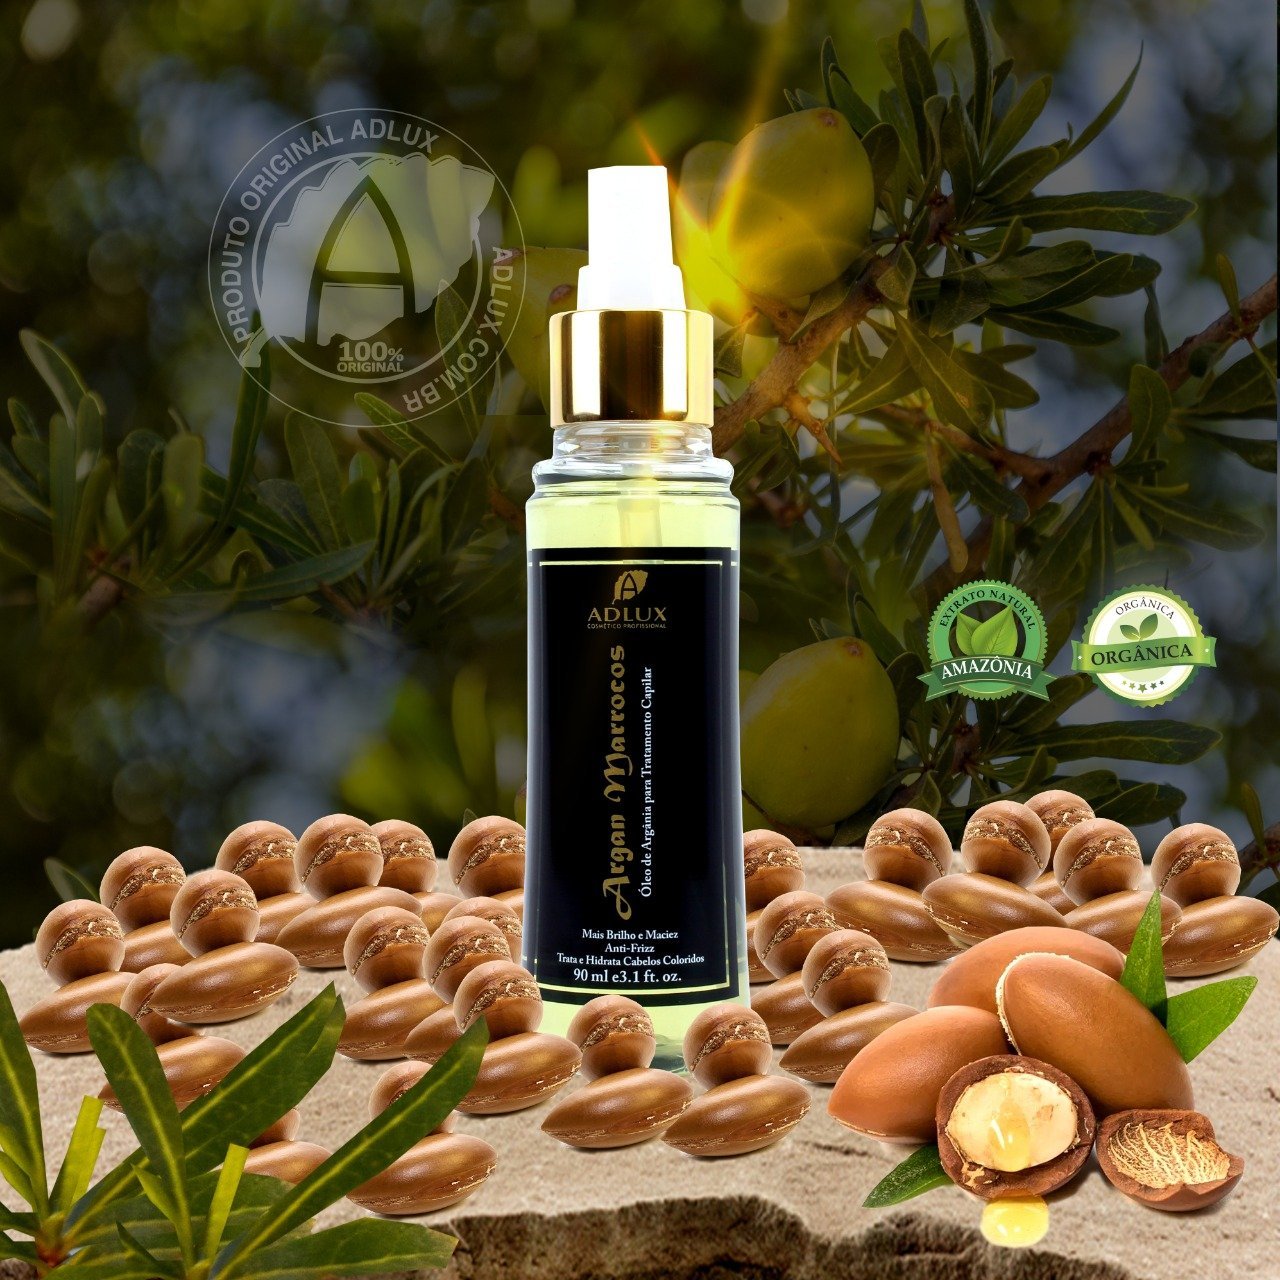 PRODUTO ORIGINAL ADLUX
ADLUX.COM.BR
A
100%
ORIGINAL
ADLUX
COSMÉTICO PROFISSIONAL
Argan Marrocos
Óleo de Argânia para Tratamento Capilar
Mais Brilho e Maciez
Anti-Frizz
Trata e Hidrata Cabelos Coloridos
90 ml e3.1 ft. oz.
EXTRATO NATURAL
AMAZÔNIA
ORGÂNICA
ORGÂNICA